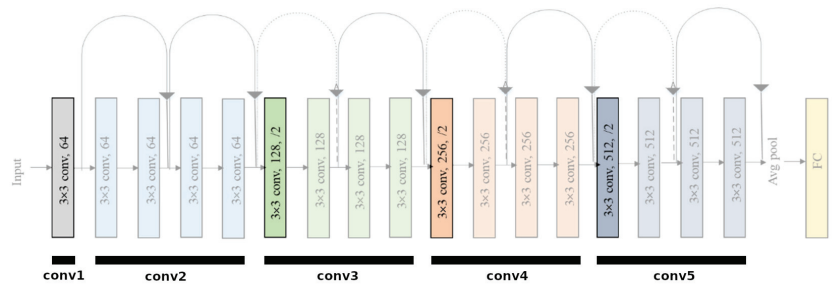 Input
3×3 conv, 64
3×3 conv, 64
3×3 conv, 64
3×3 conv, 64
3×3 conv, 64
3×3 conv, 128, /2
3×3 conv, 128
3×3 conv, 128
3×3 conv, 128
3×3 conv, 256, /2
3×3 conv, 256
3×3 conv, 256
3×3 conv, 256
3×3 conv, 512, /2
3×3 conv, 512
3×3 conv, 512
3×3 conv, 512
Avg pool
FC
conv1
conv2
conv3
conv4
conv5